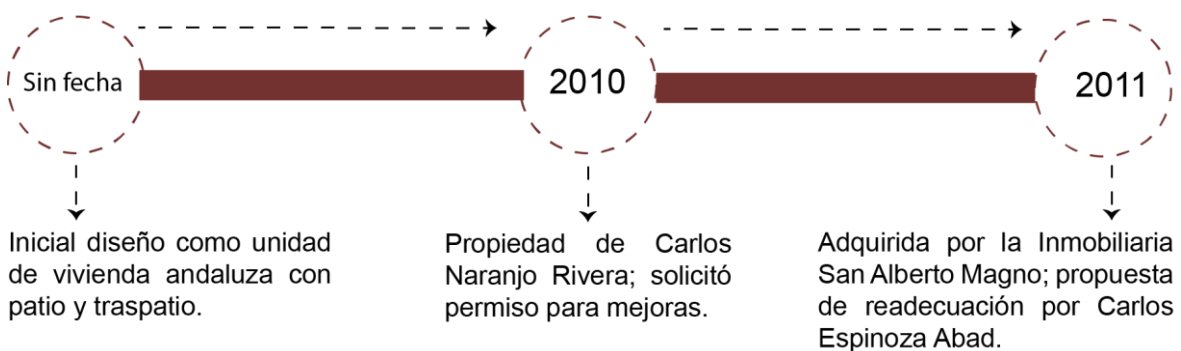 Sin fecha
2010
2011
Inicial diseño como unidad
de vivienda andaluza con
patio y traspatio.
Propiedad de Carlos
Naranjo Rivera; solicitó
permiso para mejoras.
Adquirida por la Inmobiliaria
San Alberto Magno; propuesta
de readecuación por Carlos
Espinoza Abad.